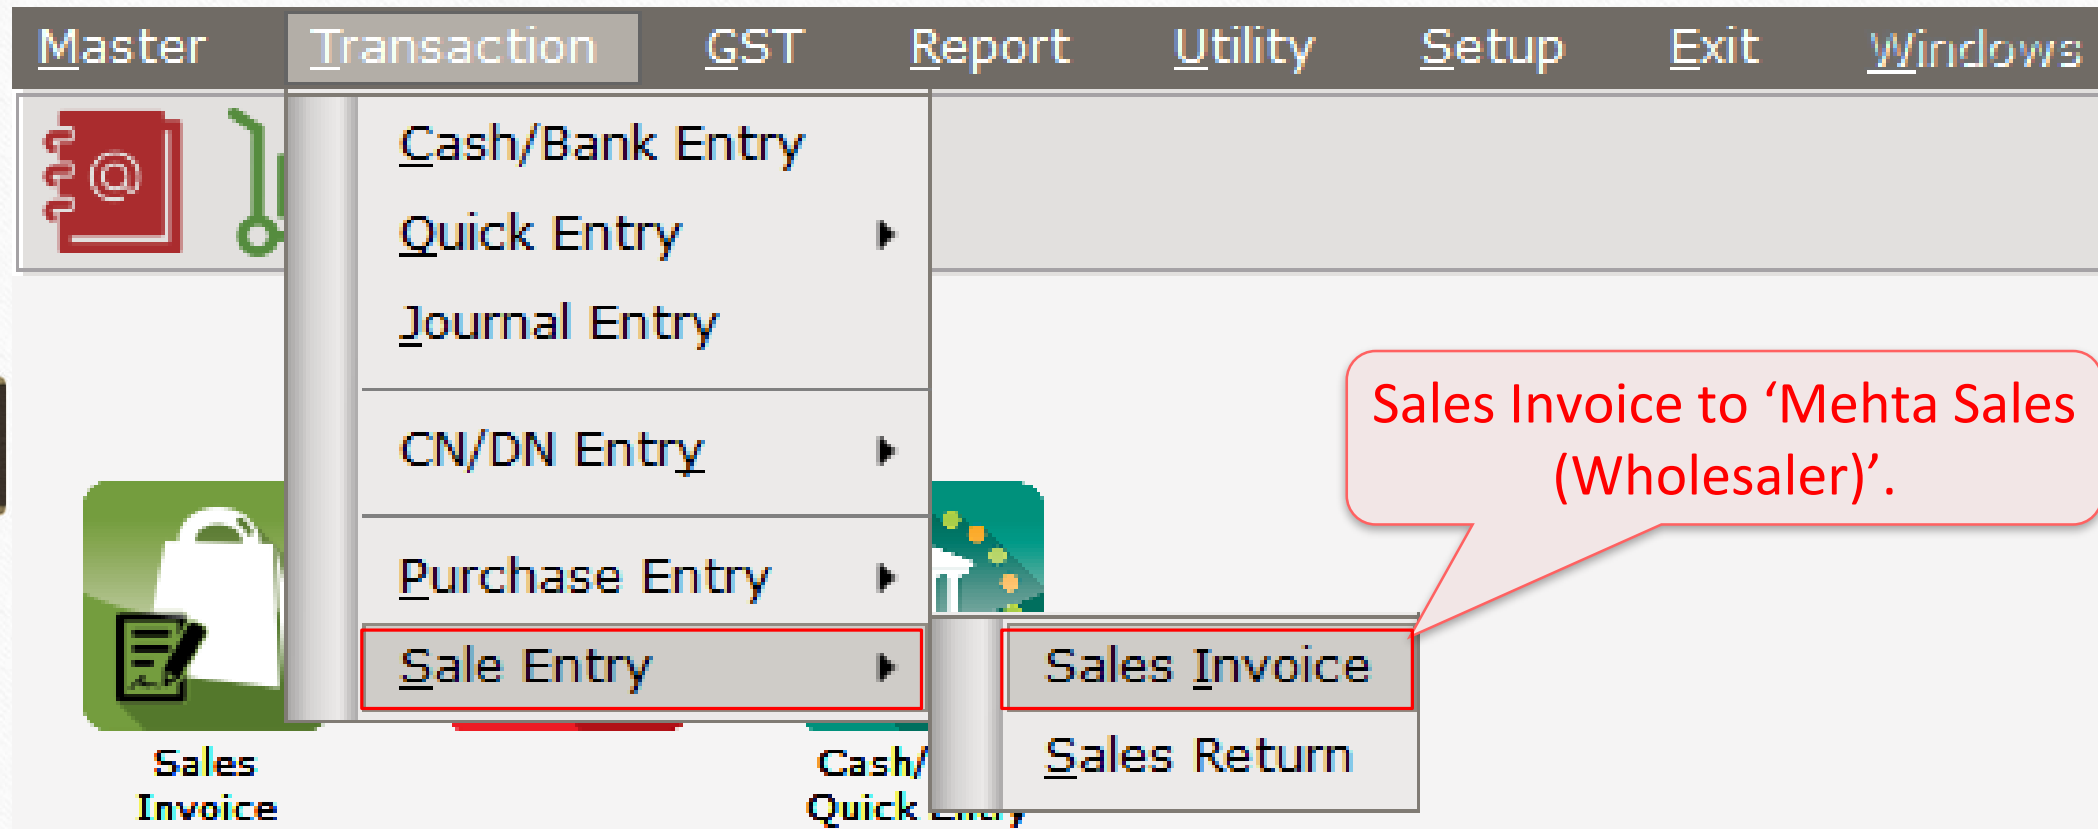 Master Transaction GST Report Utility Setup Exit Windows
@
Cash/Bank Entry
Quick Entry
Journal Entry
CN/DN Entry
Purchase Entry
Sale Entry
Sales Invoice
Sales Return
Sales Invoice to ‘Mehta Sales
(Wholesaler)’.
Sales
Invoice
Cash/
Quick Entry